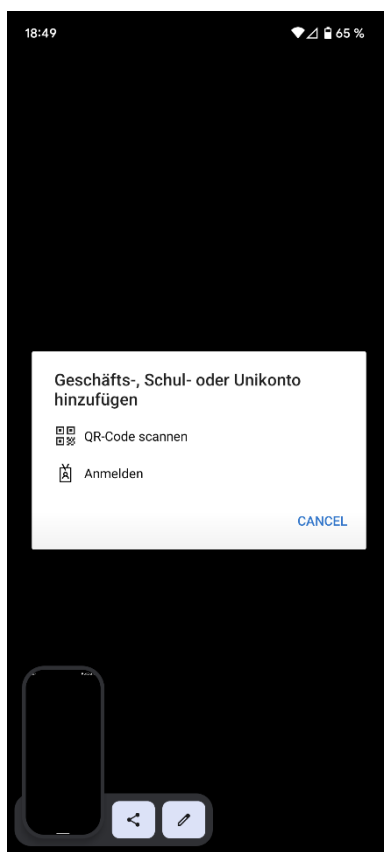 18:49
65 %
Geschäfts-, Schul- oder Unikonto
hinzufügen
QR-Code scannen
Anmelden
CANCEL